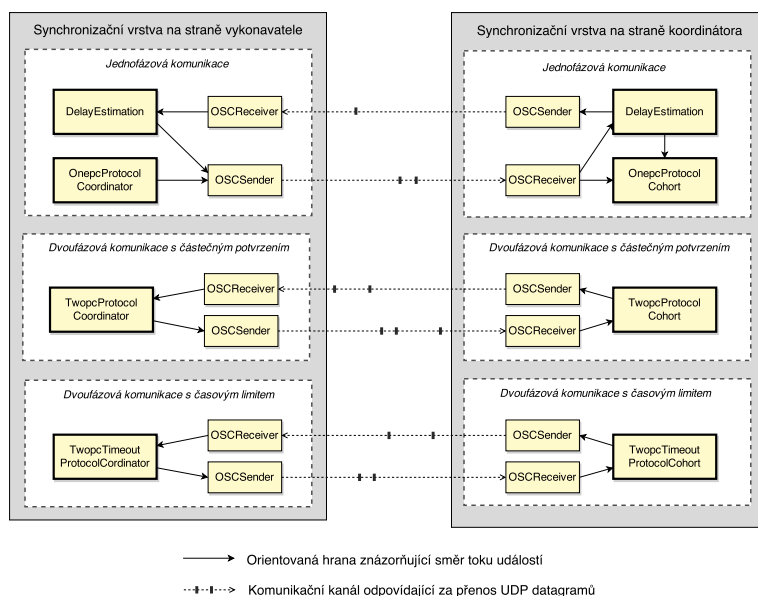 Synchronizační vrstva na straně vykonavatele
Jednofázová komunikace
DelayEstimation
OSCReceiver
OnepcProtocol
Coordinator
OSCSender
Dvoufázová komunikace s částečným potvrzením
TwopcProtocol
Coordinator
OSCReceiver
OSCSender
Dvoufázová komunikace s časovým limitem
TwopcTimeout
ProtocolCordinator
OSCReceiver
OSCSender
Synchronizační vrstva na straně koordinátora
Jednofázová komunikace
OSCSender
DelayEstimation
OSCReceiver
OnepcProtocol
Cohort
Dvoufázová komunikace s částečným potvrzením
OSCSender
OSCReceiver
TwopcProtocol
Cohort
Dvoufázová komunikace s časovým limitem
OSCSender
OSCReceiver
TwopcTimeout
ProtocolCohort
Orientovaná hrana znázorňující směr toku událostí
Komunikační kanál odpovídající za přenos UDP datagramů